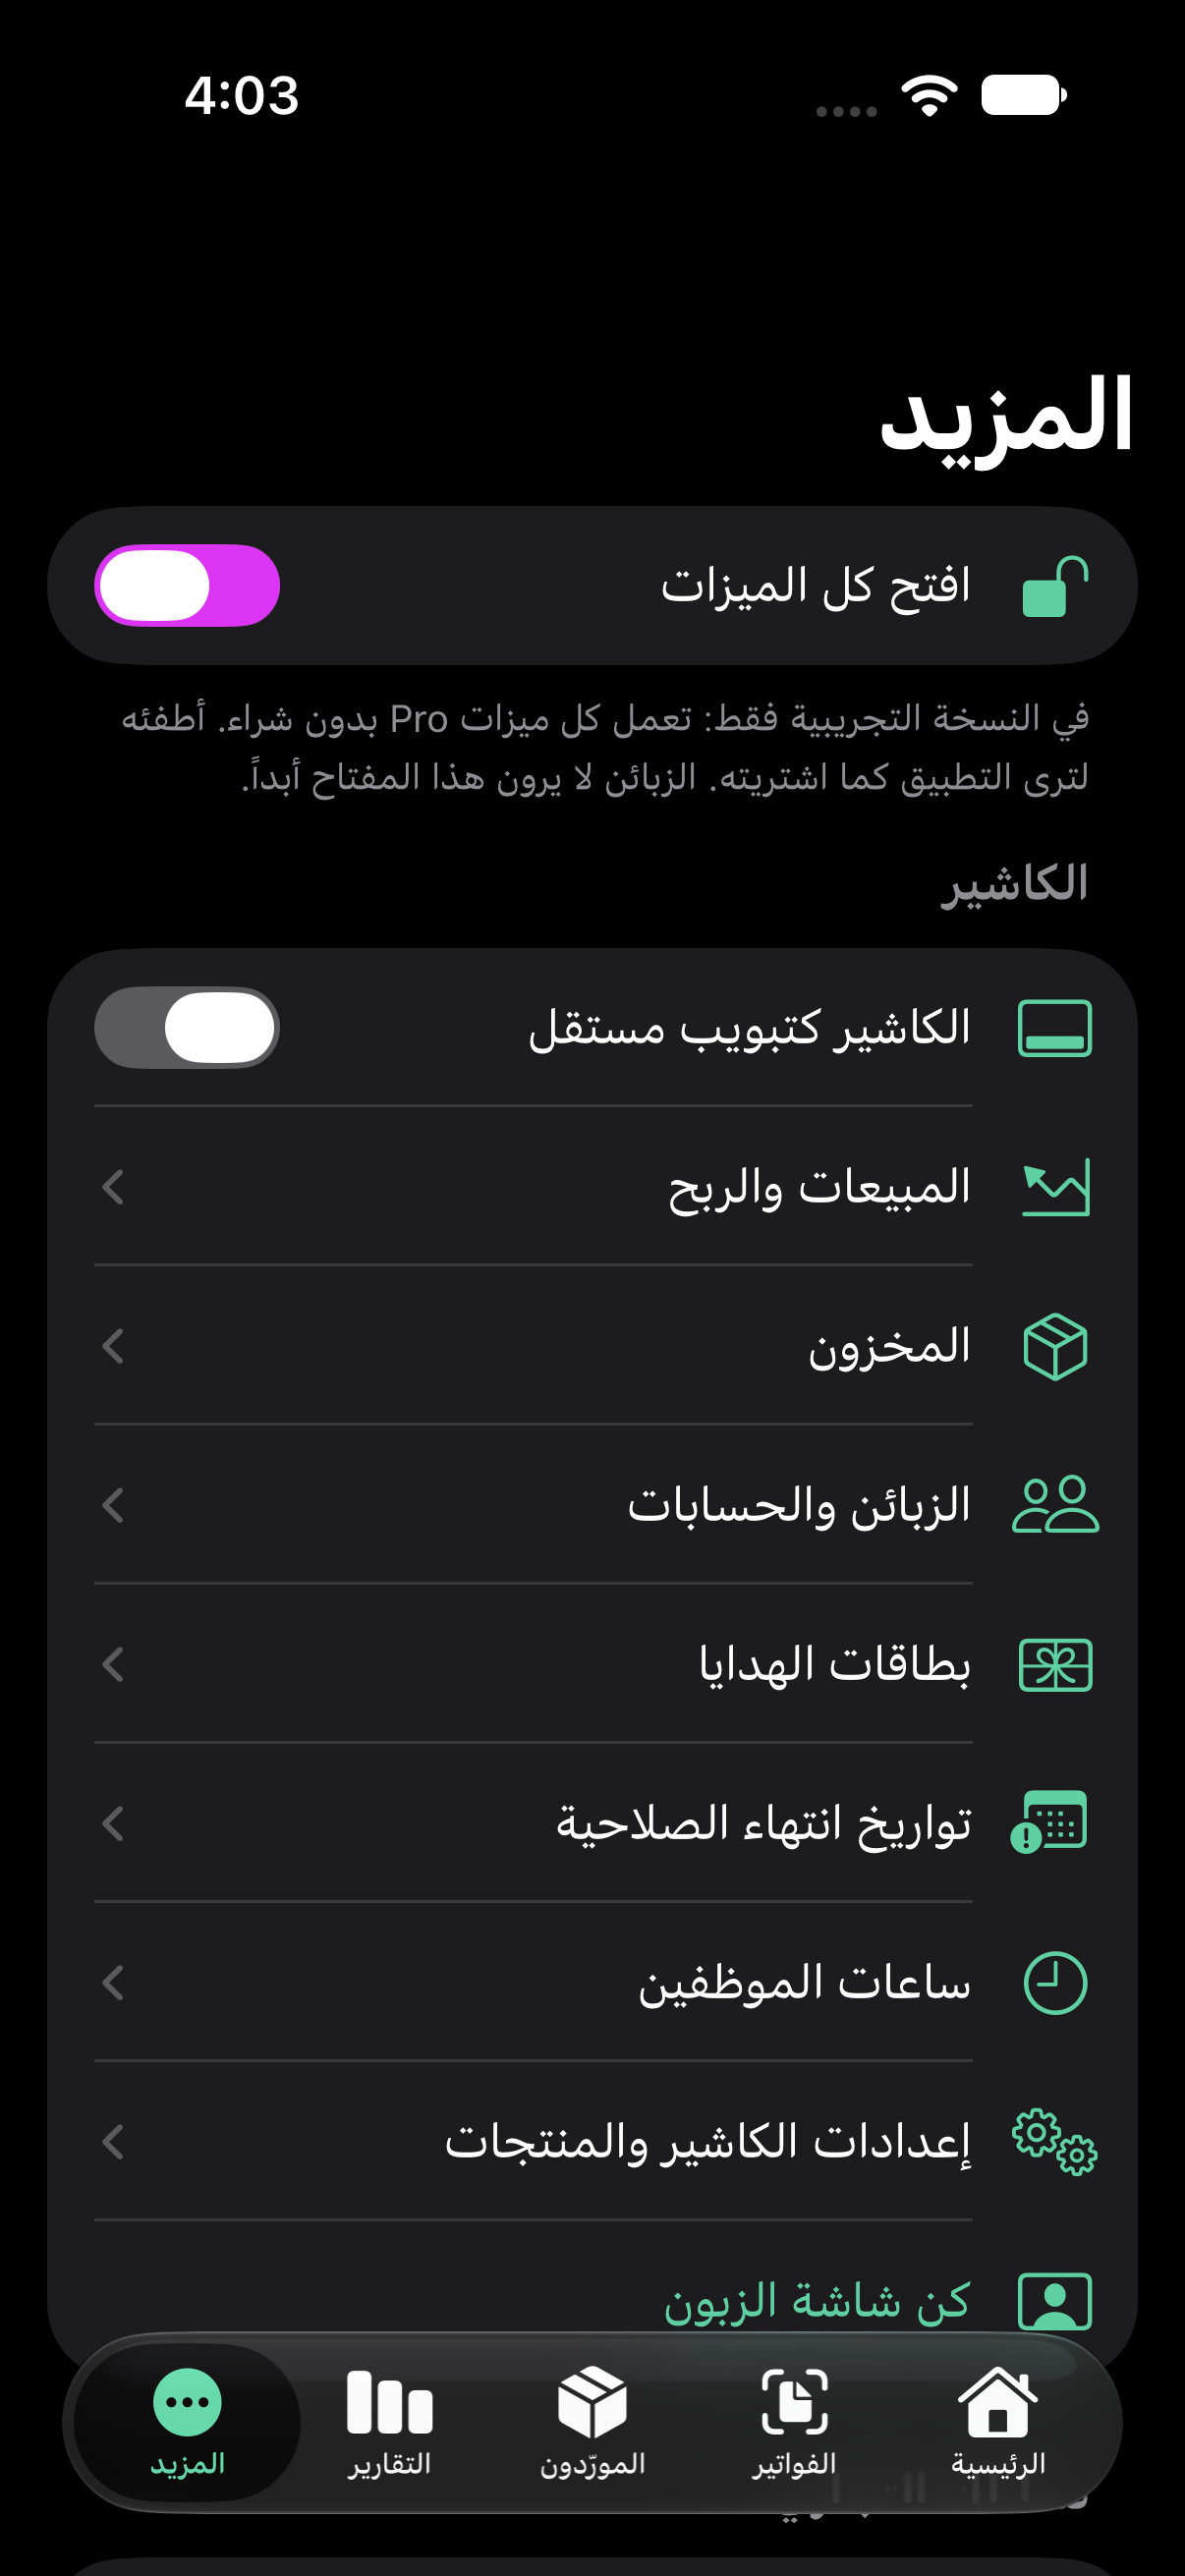 4:03
المزيد
افتح كل الميزات
في النسخة التجريبية فقط: تعمل كل ميزات Pro بدون شراء. أطفئه
لترى التطبيق كما اشتريته. الزبائن لا يرون هذا المفتاح أبداً.
الكاشير
الكاشير كتبويب مستقل
المبيعات والربح
المخزون
الزبائن والحسابات
بطاقات الهدايا
تواريخ انتهاء الصلاحية
ساعات الموظفين
إعدادات الكاشير والمنتجات
كن شاشة الزبون
الرئيسية
الفواتير
المورّدون
التقارير
المزيد